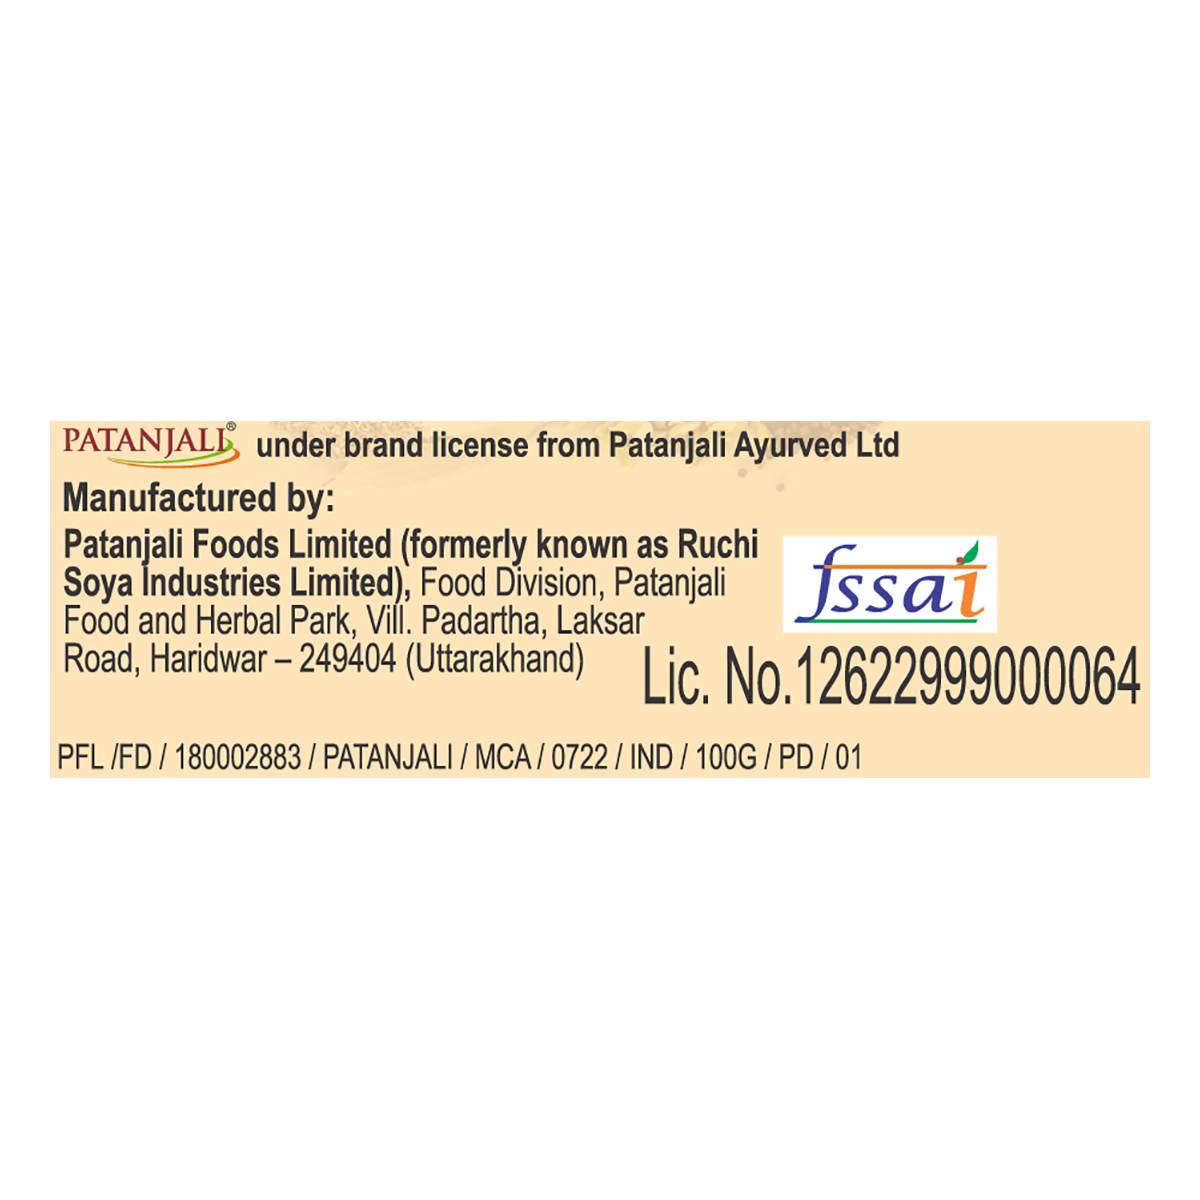 PATANJALI® under brand license from Patanjali Ayurved Ltd
Manufactured by:
Patanjali Foods Limited (formerly known as Ruchi
Soya Industries Limited), Food Division, Patanjali
Food and Herbal Park, Vill. Padartha, Laksar
Road, Haridwar – 249404 (Uttarakhand)
fssai
Lic. No.12622999000064
PFL /FD / 180002883 / PATANJALI / MCA / 0722 / IND / 100G / PD / 01